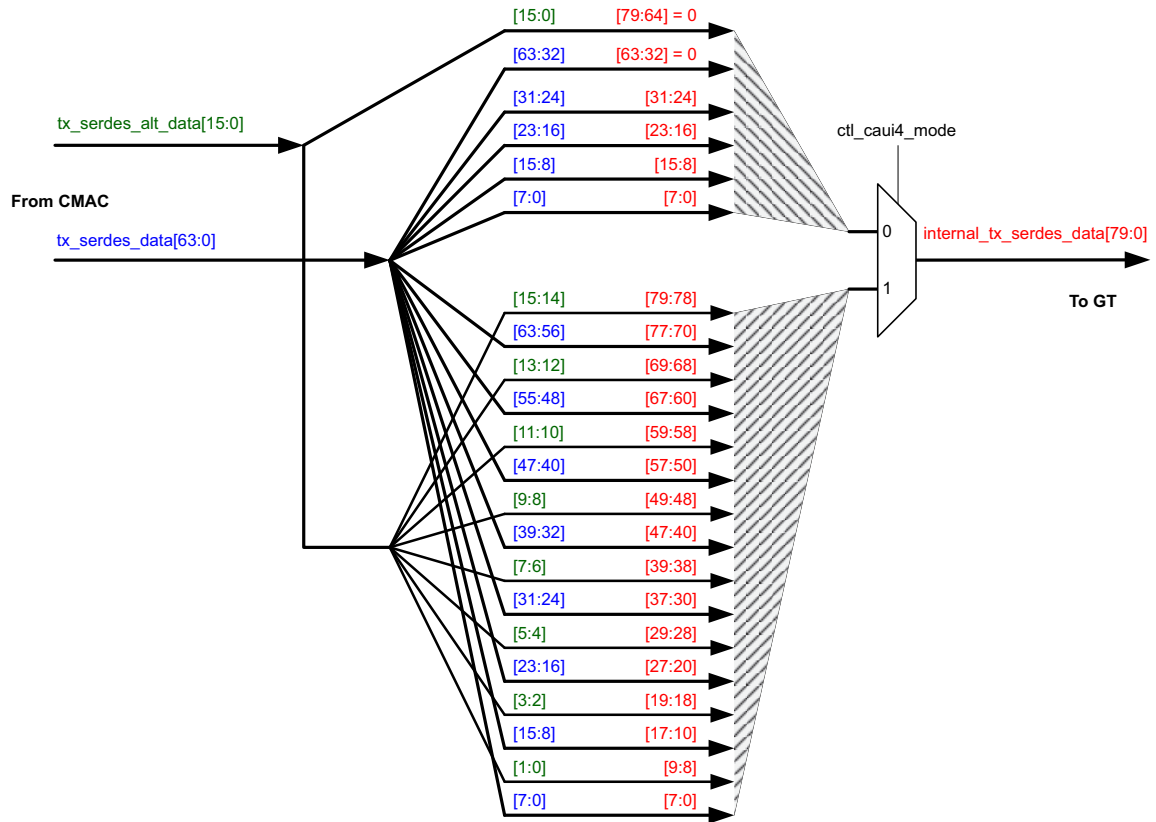 [15:0] [79:64] = 0
[63:32] [63:32] = 0
[31:24] [31:24]
tx_serdes_alt_data[15:0]
[23:16] [23:16]
ctl_caui4_mode
[15:8] [15:8]
From CMAC
[7:0] [7:0]
tx_serdes_data[63:0]
0
internal_tx_serdes_data[79:0]
1
To GT
[15:14] [79:78]
[63:56] [77:70]
[13:12] [69:68]
[55:48] [67:60]
[11:10] [59:58]
[47:40] [57:50]
[9:8] [49:48]
[39:32] [47:40]
[7:6] [39:38]
[31:24] [37:30]
[5:4] [29:28]
[23:16] [27:20]
[3:2] [19:18]
[15:8] [17:10]
[1:0] [9:8]
[7:0] [7:0]